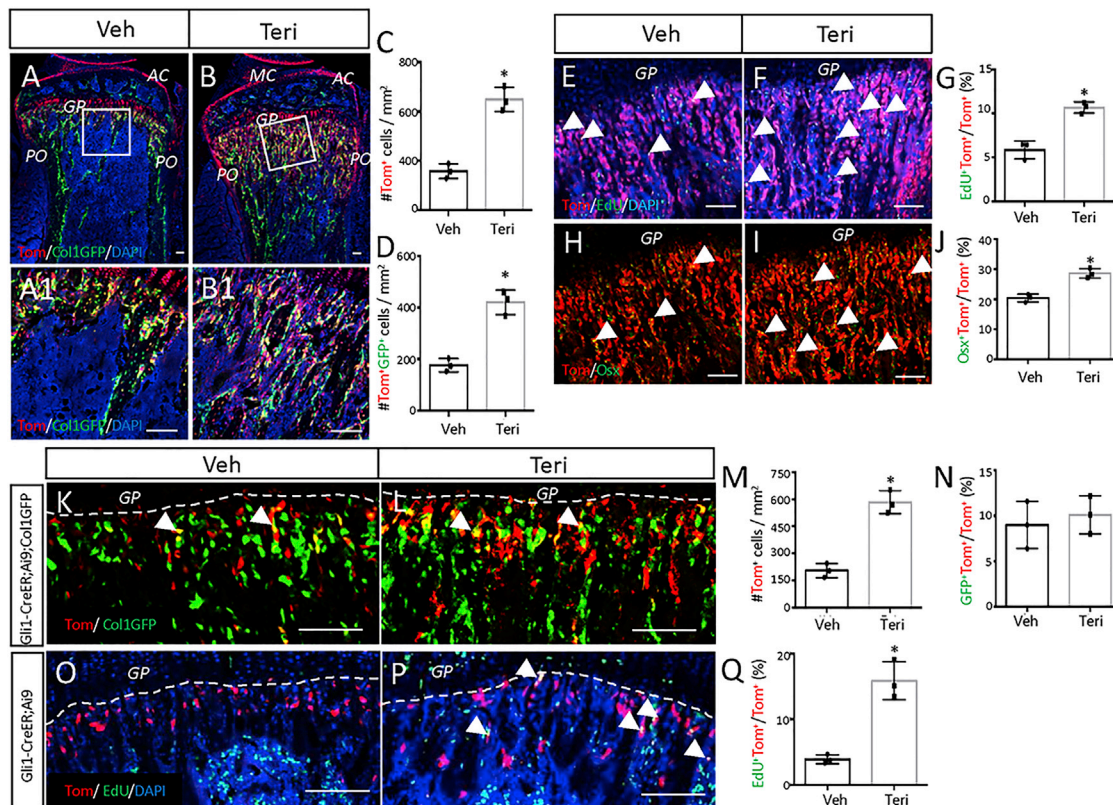 Veh
Teri
A
AC
GP
PO
PO
Tom/Col1GFP/DAPI
B
MC
AC
GP
PO
A1
Tom/Col1GFP/DAPI
B1
C
#Tom⁺ cells / mm²
800
400
0
Veh
Teri
*
D
#Tom⁺GFP⁺ cells / mm²
600
400
200
0
Veh
Teri
*
Veh
Teri
E
GP
Tom/EdU/DAPI
F
GP
G
EdU⁺Tom⁺/Tom⁺ (%)
15
10
5
0
Veh
Teri
*
H
GP
Tom/Osx
I
GP
J
Osx⁺Tom⁺/Tom⁺ (%)
40
30
20
10
0
Veh
Teri
*
Veh
Teri
Gli1-CreER;Ai9;Col1GFP
K
GP
Tom/ Col1GFP
L
GP
M
#Tom⁺ cells / mm²
750
600
450
300
150
0
Veh
Teri
*
N
GFP⁺Tom⁺/Tom⁺ (%)
15
10
5
0
Veh
Teri
Gli1-CreER;Ai9
O
GP
Tom/ EdU/DAPI
P
GP
Q
EdU⁺Tom⁺/Tom⁺ (%)
20
10
0
Veh
Teri
*